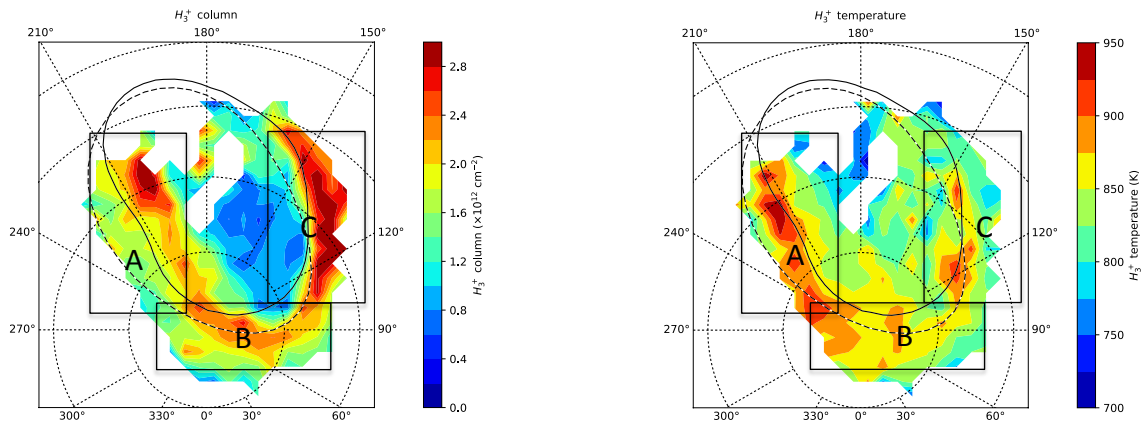 H₃⁺ column
210° 180° 150°
240° 120°
270° 90°
300° 330° 0° 30° 60°
A
B
C
2.8
2.4
2.0
1.6
1.2
0.8
0.4
0.0
H₃⁺ column (×10¹² cm⁻²)
H₃⁺ temperature
210° 180° 150°
240° 120°
270° 90°
300° 330° 0° 30° 60°
A
B
C
950
900
850
800
750
700
H₃⁺ temperature (K)